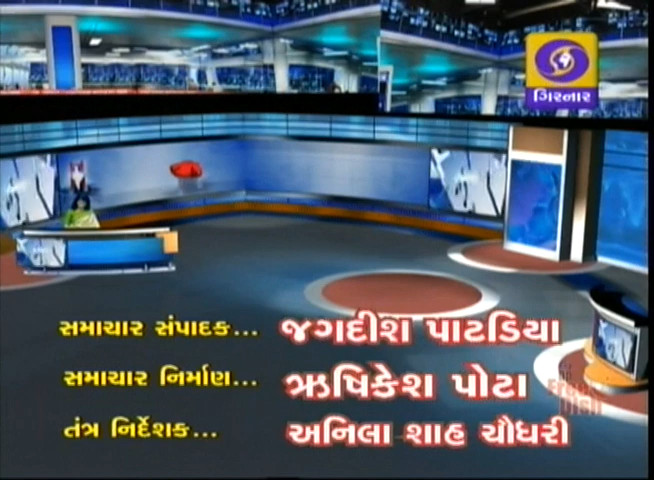 ગિરનાર
સમાચાર સંપાદક... જગદીશ પાટડિયા
સમાચાર નિર્માણ... ઋષિકેશ પોટા
તંત્ર નિર્દેશક... અનિલા શાહ ચૌધરી